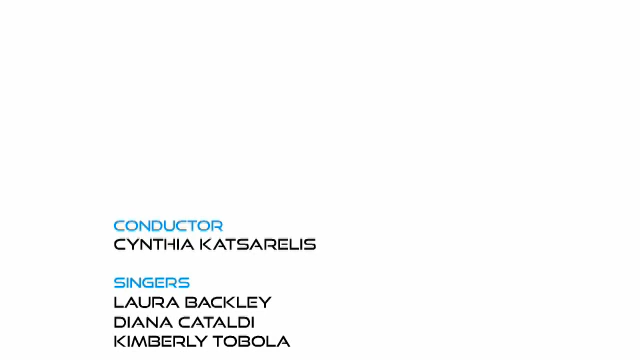 CONDUCTOR
CYNTHIA KATSARELIS
SINGERS
LAURA BACKLEY
DIANA CATALDI
KIMBERLY TOBOLA